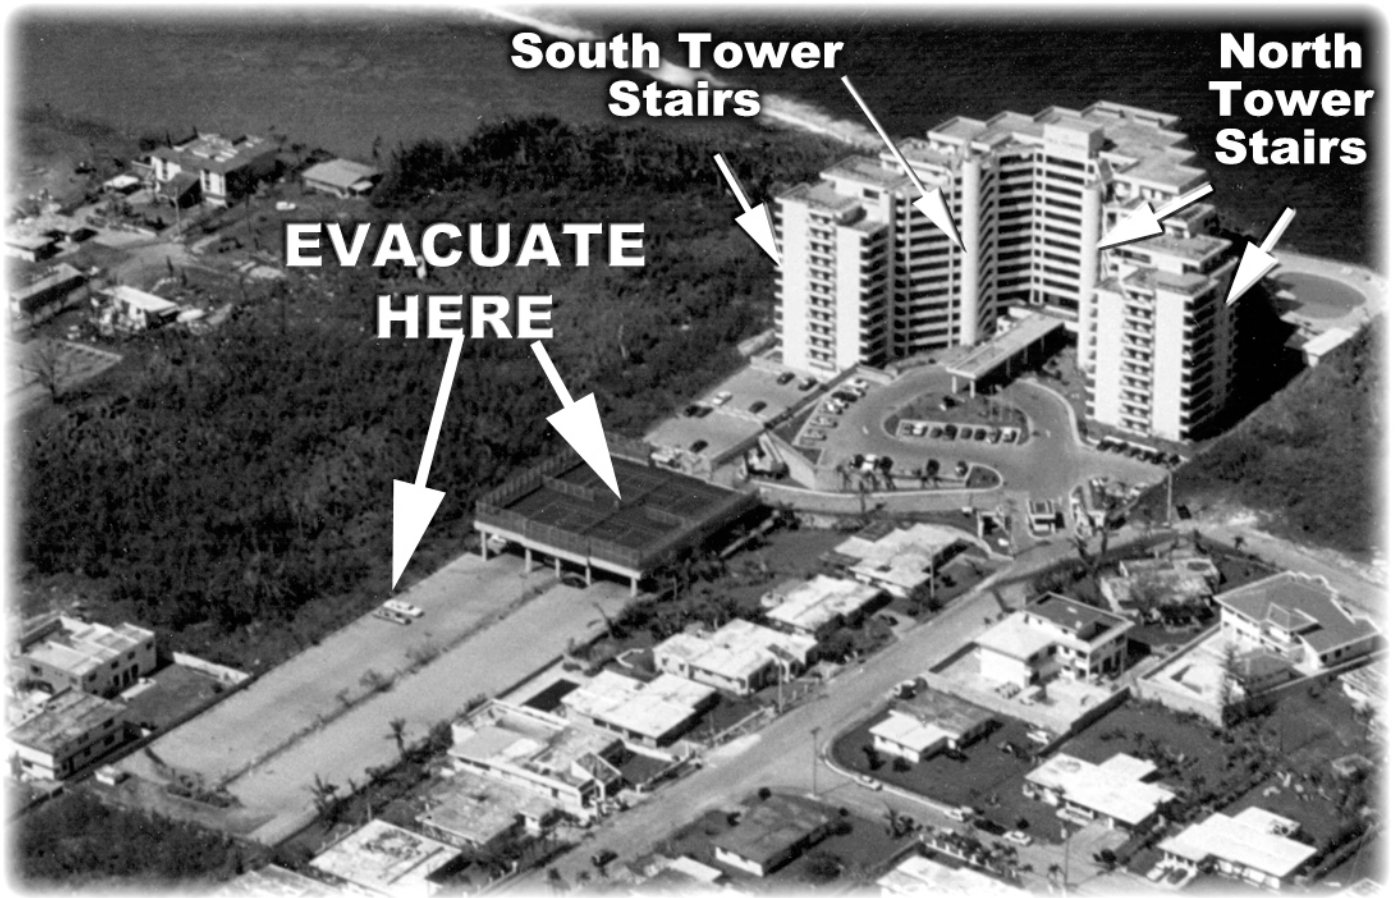 South Tower
Stairs
North
Tower
Stairs
EVACUATE
HERE